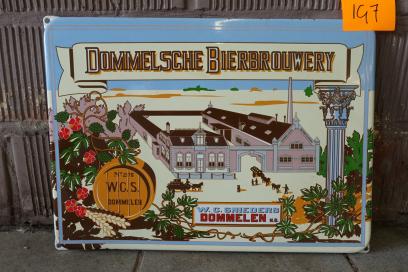 197
DOMMELSCHE BIERBROUWERY
W.C.S.
DOMMELEN
W. C. SNIEDERS
DOMMELEN N.B.